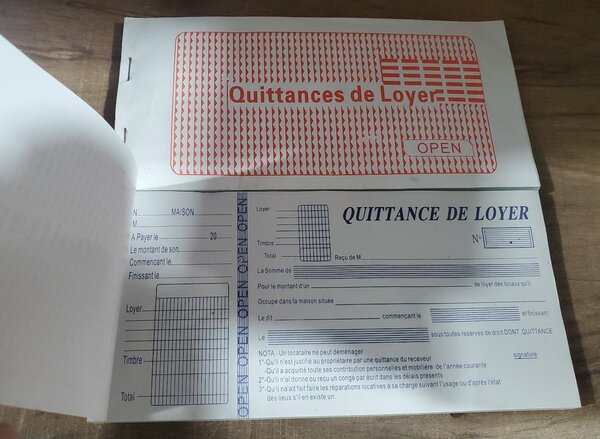 Quittances de Loyer
OPEN
N MAISON
M
A Payer le 20
Le montant de son
Commencant le
Finissant le
Loyer
Timbre
Total
OPEN OPEN OPEN OPEN OPEN
Loyer
Timbre
Total
QUITTANCE DE LOYER
N°
Reçu de M
La Somme de
Pour le montant d'un de loyer des locaux qu'il
Occupe dans la maison située
Le dit commençant le et finissant
Le sous toutes reserves de droit DONT QUITTANCE
NOTA - Un locataire ne peut déménager
signature
1°-Qu'il n'est justifié au propriétaire par une quittance du receveur
-Qu'il a acquitté toute ses contribution personnelles et mobilière de l'année courante
2°-Qu'il n'ai donné ou reçu un congé par écrit dans les délais présents
3°-Qu'il na'ait fait faire les réparations locatives à sa charge suivant l'usage ou d'après l'état
des lieux s'il en existe un.